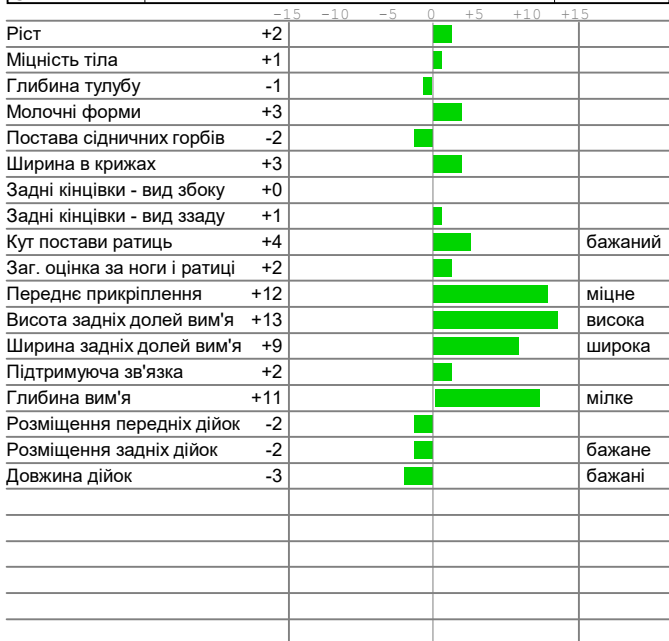 -15 -10 -5 0 +5 +10 +15
Ріст +2
Міцність тіла +1
Глибина тулубу -1
Молочні форми +3
Постава сідничних горбів -2
Ширина в крижах +3
Задні кінцівки - вид збоку +0
Задні кінцівки - вид ззаду +1
Кут постави ратиць +4 бажаний
Заг. оцінка за ноги і ратиці +2
Переднє прикріплення +12 міцне
Висота задніх долей вим'я +13 висока
Ширина задніх долей вим'я +9 широка
Підтримуюча зв'язка +2
Глибина вим'я +11 мілке
Розміщення передніх дійок -2
Розміщення задніх дійок -2 бажане
Довжина дійок -3 бажані